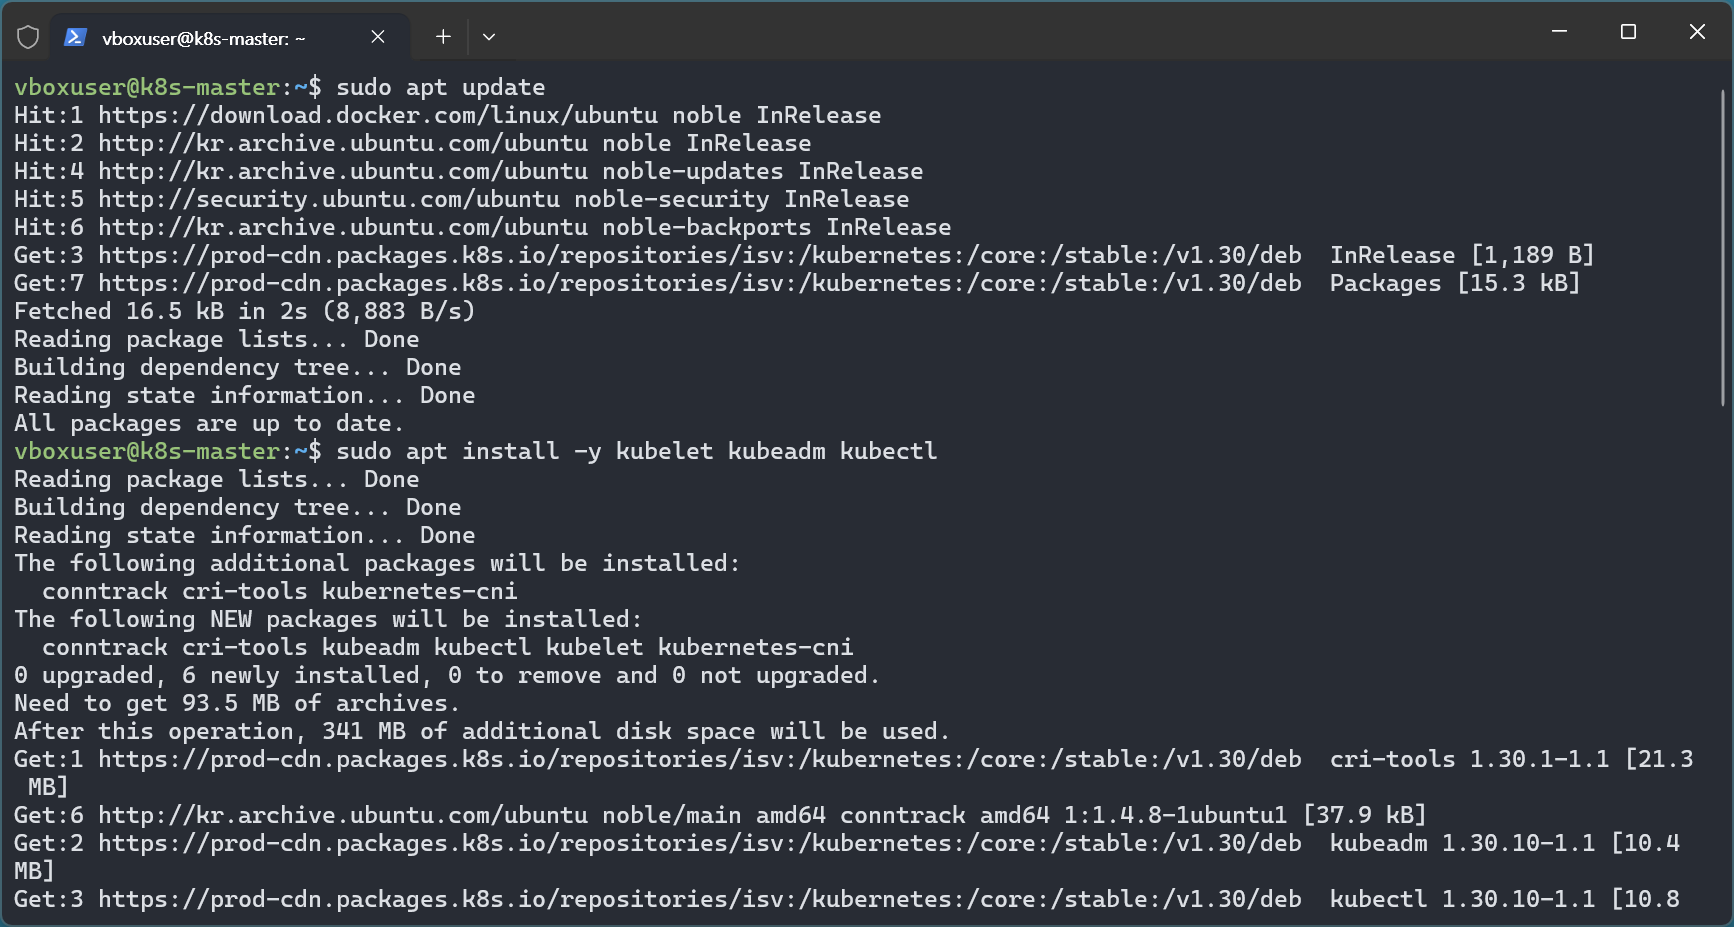 vboxuser@k8s-master: ~
vboxuser@k8s-master:~$ sudo apt update
Hit:1 https://download.docker.com/linux/ubuntu noble InRelease
Hit:2 http://kr.archive.ubuntu.com/ubuntu noble InRelease
Hit:4 http://kr.archive.ubuntu.com/ubuntu noble-updates InRelease
Hit:5 http://security.ubuntu.com/ubuntu noble-security InRelease
Hit:6 http://kr.archive.ubuntu.com/ubuntu noble-backports InRelease
Get:3 https://prod-cdn.packages.k8s.io/repositories/isv:/kubernetes:/core:/stable:/v1.30/deb  InRelease [1,189 B]
Get:7 https://prod-cdn.packages.k8s.io/repositories/isv:/kubernetes:/core:/stable:/v1.30/deb  Packages [15.3 kB]
Fetched 16.5 kB in 2s (8,883 B/s)
Reading package lists... Done
Building dependency tree... Done
Reading state information... Done
All packages are up to date.
vboxuser@k8s-master:~$ sudo apt install -y kubelet kubeadm kubectl
Reading package lists... Done
Building dependency tree... Done
Reading state information... Done
The following additional packages will be installed:
  conntrack cri-tools kubernetes-cni
The following NEW packages will be installed:
  conntrack cri-tools kubeadm kubectl kubelet kubernetes-cni
0 upgraded, 6 newly installed, 0 to remove and 0 not upgraded.
Need to get 93.5 MB of archives.
After this operation, 341 MB of additional disk space will be used.
Get:1 https://prod-cdn.packages.k8s.io/repositories/isv:/kubernetes:/core:/stable:/v1.30/deb  cri-tools 1.30.1-1.1 [21.3
 MB]
Get:6 http://kr.archive.ubuntu.com/ubuntu noble/main amd64 conntrack amd64 1:1.4.8-1ubuntu1 [37.9 kB]
Get:2 https://prod-cdn.packages.k8s.io/repositories/isv:/kubernetes:/core:/stable:/v1.30/deb  kubeadm 1.30.10-1.1 [10.4
MB]
Get:3 https://prod-cdn.packages.k8s.io/repositories/isv:/kubernetes:/core:/stable:/v1.30/deb  kubectl 1.30.10-1.1 [10.8